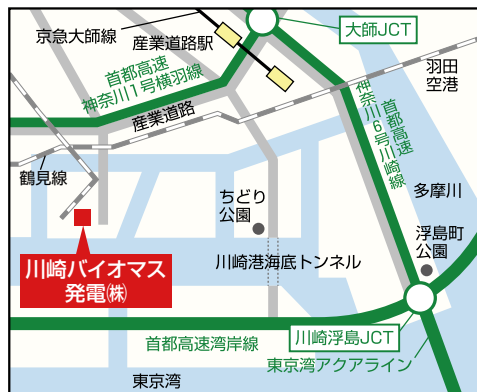 京急大師線
産業道路駅
大師JCT
首都高速
神奈川1号横羽線
羽田
空港
産業道路
首都高速
神奈川6号川崎線
鶴見線
多摩川
ちどり
公園
浮島町
公園
川崎バイオマス
発電㈱
川崎港海底トンネル
川崎浮島JCT
首都高速湾岸線
東京湾アクアライン
東京湾